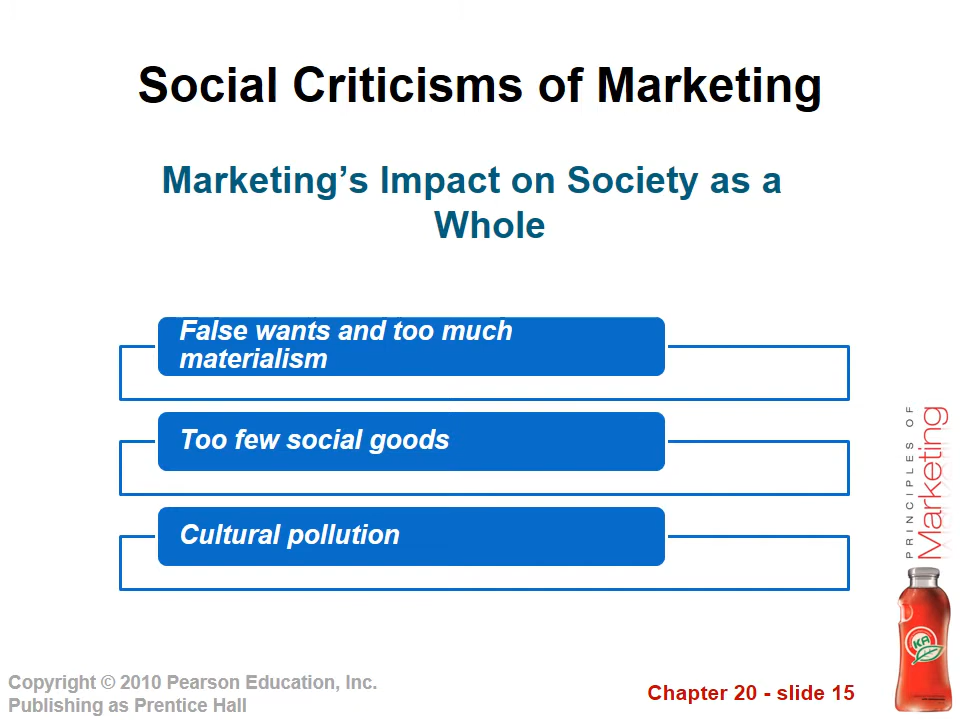 Social Criticisms of Marketing
Marketing’s Impact on Society as a
Whole
False wants and too much
materialism
Too few social goods
Cultural pollution
PRINCIPLES OF
Marketing
KA
Copyright © 2010 Pearson Education, Inc.
Publishing as Prentice Hall
Chapter 20 - slide 15